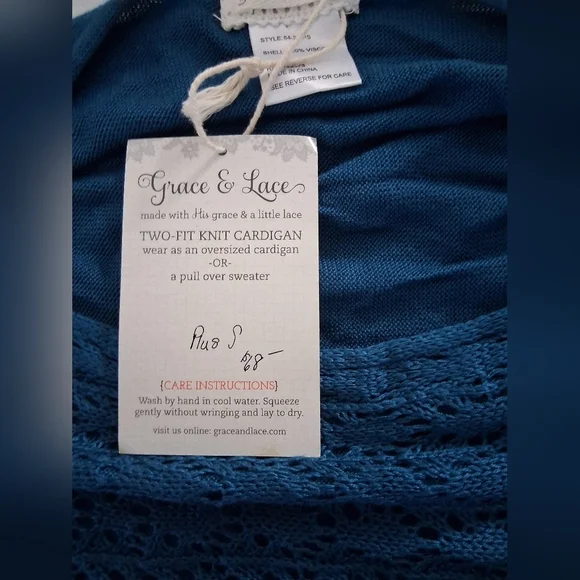 STYLE 54-
SHELL
MADE IN CHINA
SEE REVERSE FOR CARE
Grace & Lace
made with His grace & a little lace
TWO-FIT KNIT CARDIGAN
wear as an oversized cardigan
-OR-
a pull over sweater
Plus S
68-
{CARE INSTRUCTIONS}
Wash by hand in cool water. Squeeze
gently without wringing and lay to dry.
visit us online: graceandlace.com